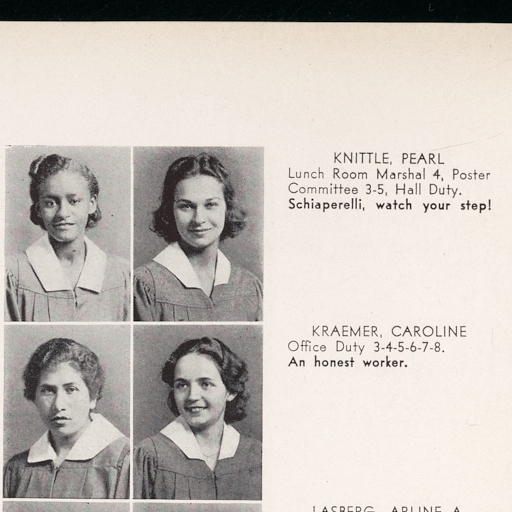 KNITTLE, PEARL
Lunch Room Marshal 4, Poster
Committee 3-5, Hall Duty.
Schiaperelli, watch your step!
KRAEMER, CAROLINE
Office Duty 3-4-5-6-7-8.
An honest worker.
LASBERG, ARLINE A.